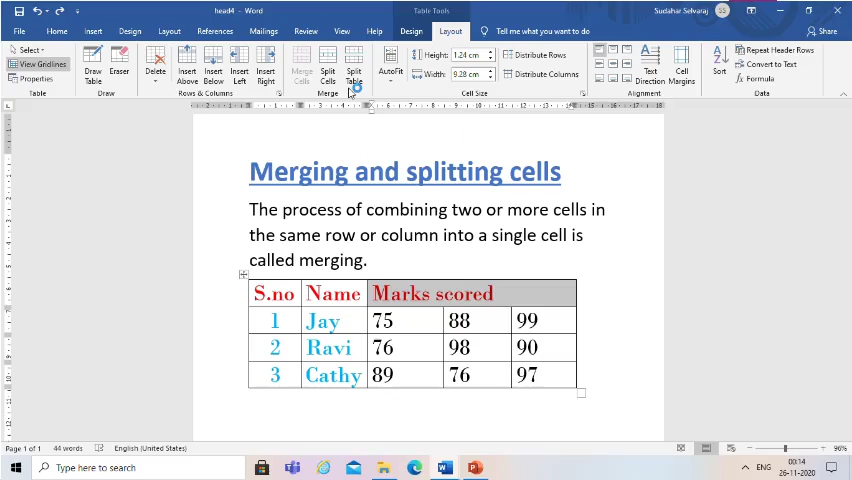 head4 - Word
Table Tools
Sudahar Selvaraj
SS
File
Home
Insert
Draw
Layout
References
Mailings
Review
View
Help
Design
Layout
Tell me what you want to do
Share
Select
View Gridlines
Properties
Table
Draw Table
Eraser
Draw
Delete
Insert Above
Insert Below
Insert Left
Insert Right
Rows & Columns
Merge Cells
Split Cells
Split Table
Merge
AutoFit
Height: 1.24 cm
Width: 9.28 cm
Distribute Rows
Distribute Columns
Cell Size
Text Direction
Cell Margins
Alignment
Sort
Repeat Header Rows
Convert to Text
Formula
Data
Merging and splitting cells
The process of combining two or more cells in
the same row or column into a single cell is
called merging.
S.no Name Marks scored
1 Jay 75 88 99
2 Ravi 76 98 90
3 Cathy 89 76 97
Page 1 of 1 44 words English (United States) 96%
Type here to search
ENG
00:14
26-11-2020